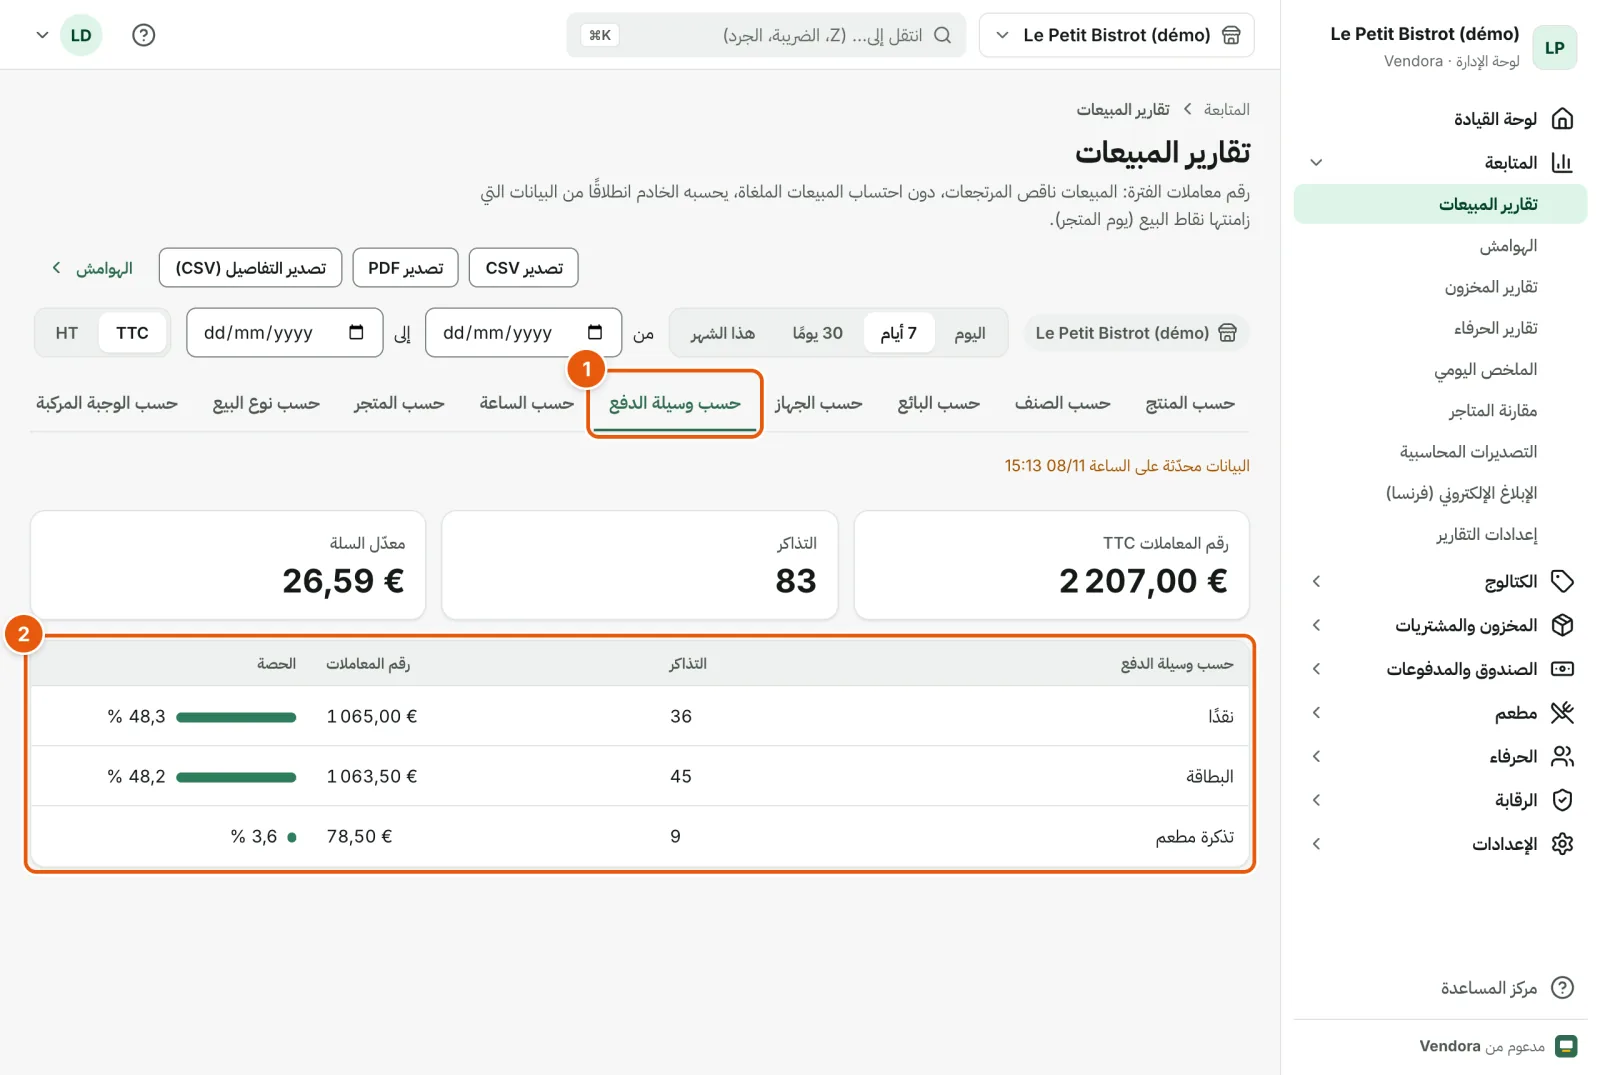 Le Petit Bistrot (démo)
لوحة الإدارة · Vendora
LP
لوحة القيادة
المتابعة
تقارير المبيعات
الهوامش
تقارير المخزون
تقارير الحرفاء
الملخص اليومي
مقارنة المتاجر
التصديرات المحاسبية
الإبلاغ الإلكتروني (فرنسا)
إعدادات التقارير
الكتالوج
المخزون والمشتريات
الصندوق والمدفوعات
مطعم
الحرفاء
الرقابة
الإعدادات
مركز المساعدة
مدعوم من Vendora
Le Petit Bistrot (démo)
انتقل إلى... (Z، الضريبة، الجرد)
⌘K
LD
المتابعة
تقارير المبيعات
تقارير المبيعات
رقم معاملات الفترة: المبيعات ناقص المرتجعات، دون احتساب المبيعات الملغاة، يحسبه الخادم انطلاقًا من البيانات التي
زامنتها نقاط البيع (يوم المتجر).
تصدير CSV
تصدير PDF
تصدير التفاصيل (CSV)
الهوامش
Le Petit Bistrot (démo)
اليوم
7 أيام
30 يومًا
هذا الشهر
من
dd/mm/yyyy
إلى
dd/mm/yyyy
TTC
HT
1
حسب المنتج
حسب الصنف
حسب البائع
حسب الجهاز
حسب وسيلة الدفع
حسب الساعة
حسب المتجر
حسب نوع البيع
حسب الوجبة المركبة
البيانات محدّثة على الساعة 08/11 15:13
رقم المعاملات TTC
2 207,00 €
التذاكر
83
معدّل السلة
26,59 €
2
حسب وسيلة الدفع
التذاكر
رقم المعاملات
الحصة
نقدًا
36
1 065,00 €
48,3 %
البطاقة
45
1 063,50 €
48,2 %
تذكرة مطعم
9
78,50 €
3,6 %